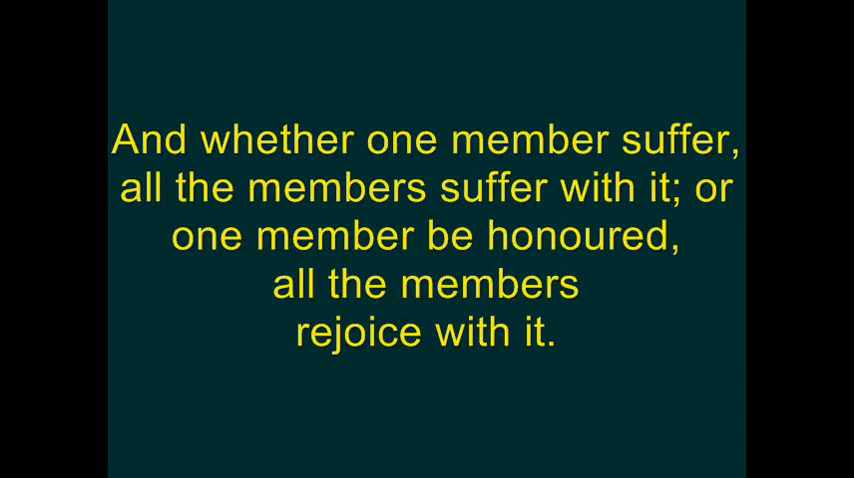 And whether one member suffer,
all the members suffer with it; or
one member be honoured,
all the members
rejoice with it.